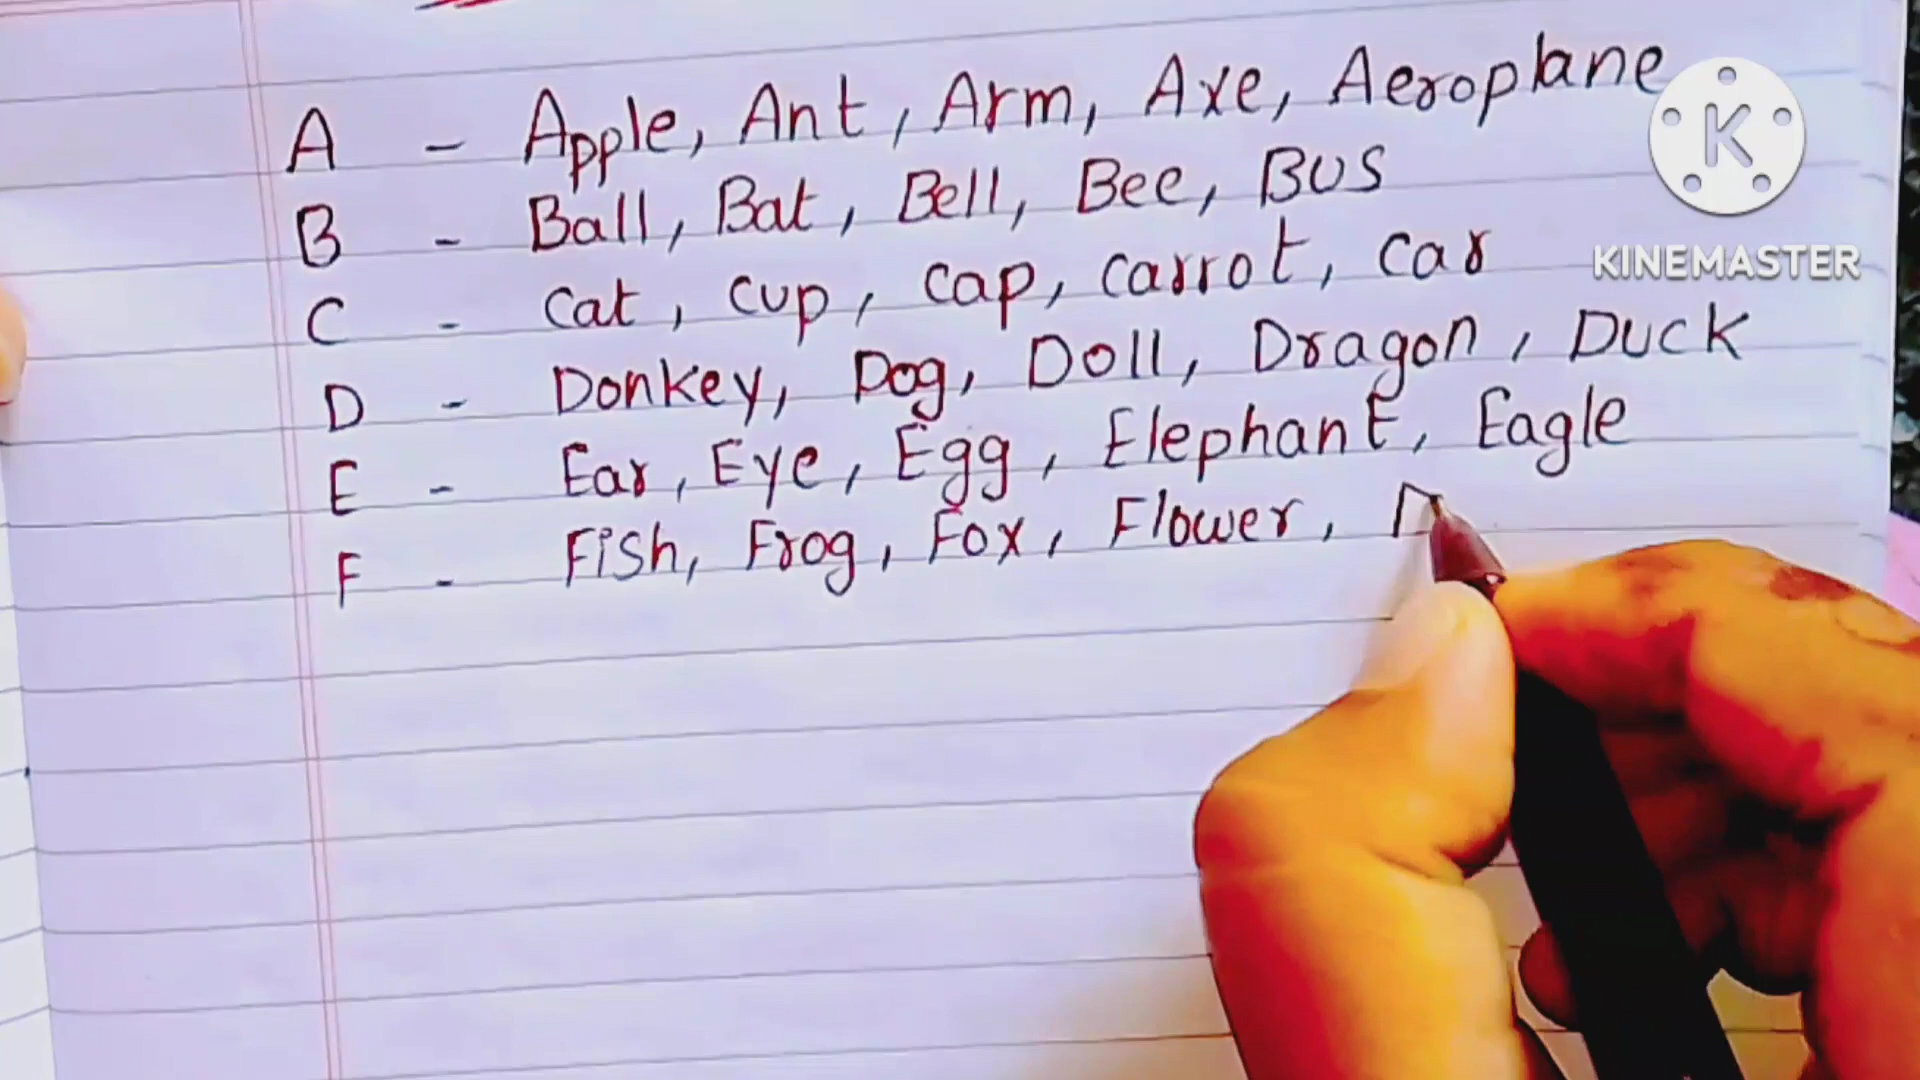 A - Apple, Ant, Arm, Axe, Aeroplane
B - Ball, Bat, Bell, Bee, BUS
C - Cat, Cup, Cap, Carrot, Car
D - Donkey, Dog, Doll, Dragon, Duck
E - Ear, Eye, Egg, Elephant, Eagle
F - Fish, Frog, Fox, Flower,
K
KINEMASTER